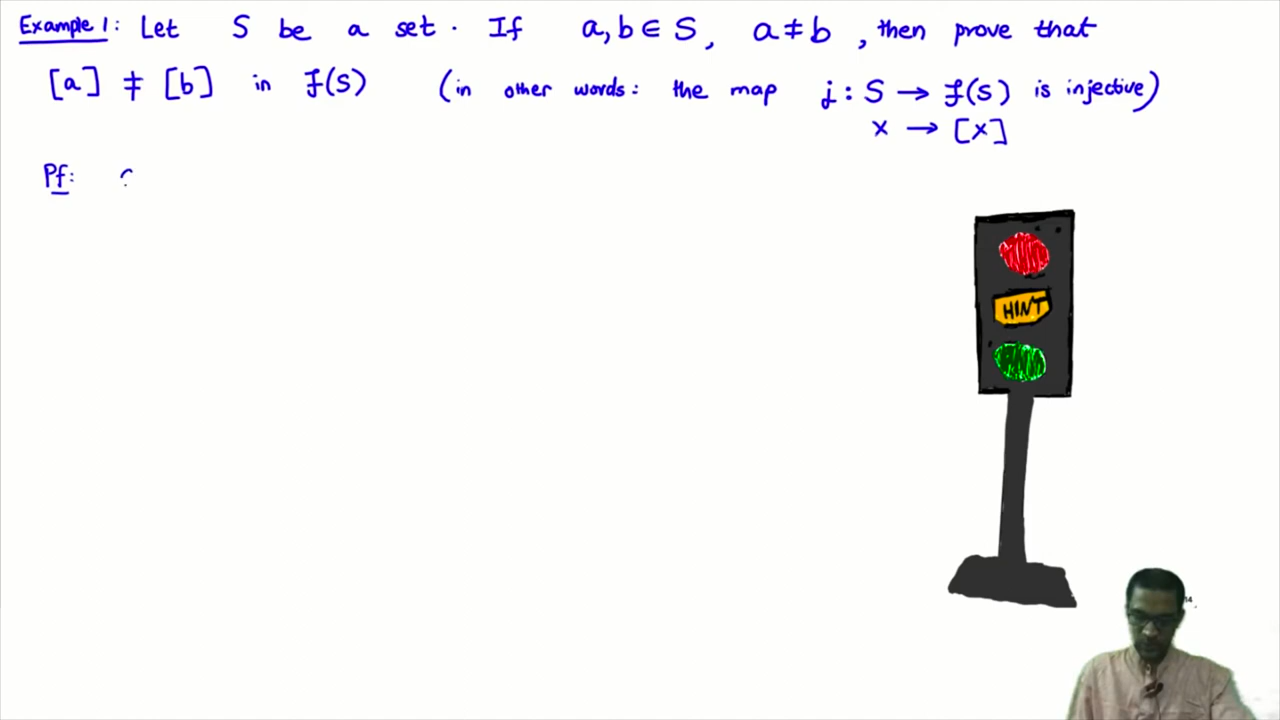 Example 1: Let S be a set. If a, b ∈ S, a ≠ b, then prove that
[a] ≠ [b] in F(S) (in other words: the map j : S → F(S) is injective)
x → [x]
Pf:
HINT
14